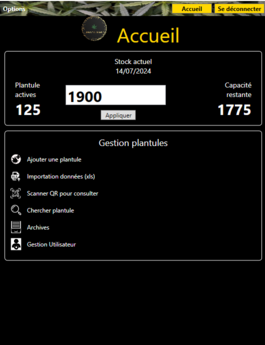 Options
Accueil
Se déconnecter
Accueil
Stock actuel
14/07/2024
Plantule
actives
125
1900
Appliquer
Capacité
restante
1775
Gestion plantules
Ajouter une plantule
Importation données (xls)
Scanner QR pour consulter
Chercher plantule
Archives
Gestion Utilisateur